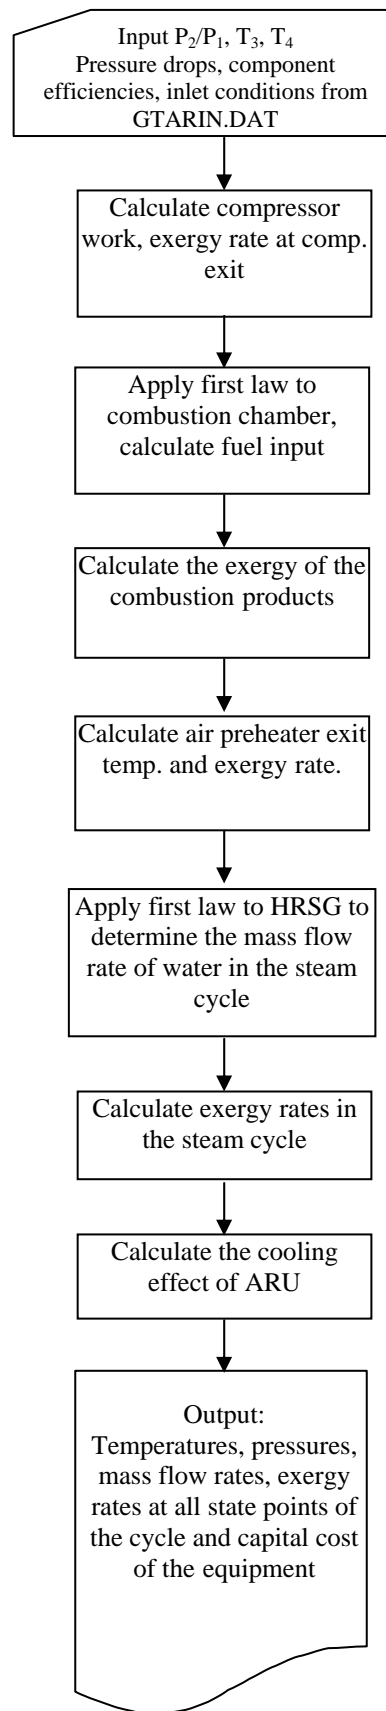 Input P₂/P₁, T₃, T₄
Pressure drops, component
efficiencies, inlet conditions from
GTARIN.DAT
Calculate compressor
work, exergy rate at comp.
exit
Apply first law to
combustion chamber,
calculate fuel input
Calculate the exergy of the
combustion products
Calculate air preheater exit
temp. and exergy rate.
Apply first law to HRSG to
determine the mass flow
rate of water in the steam
cycle
Calculate exergy rates in
the steam cycle
Calculate the cooling
effect of ARU
Output:
Temperatures, pressures,
mass flow rates, exergy
rates at all state points of
the cycle and capital cost
of the equipment